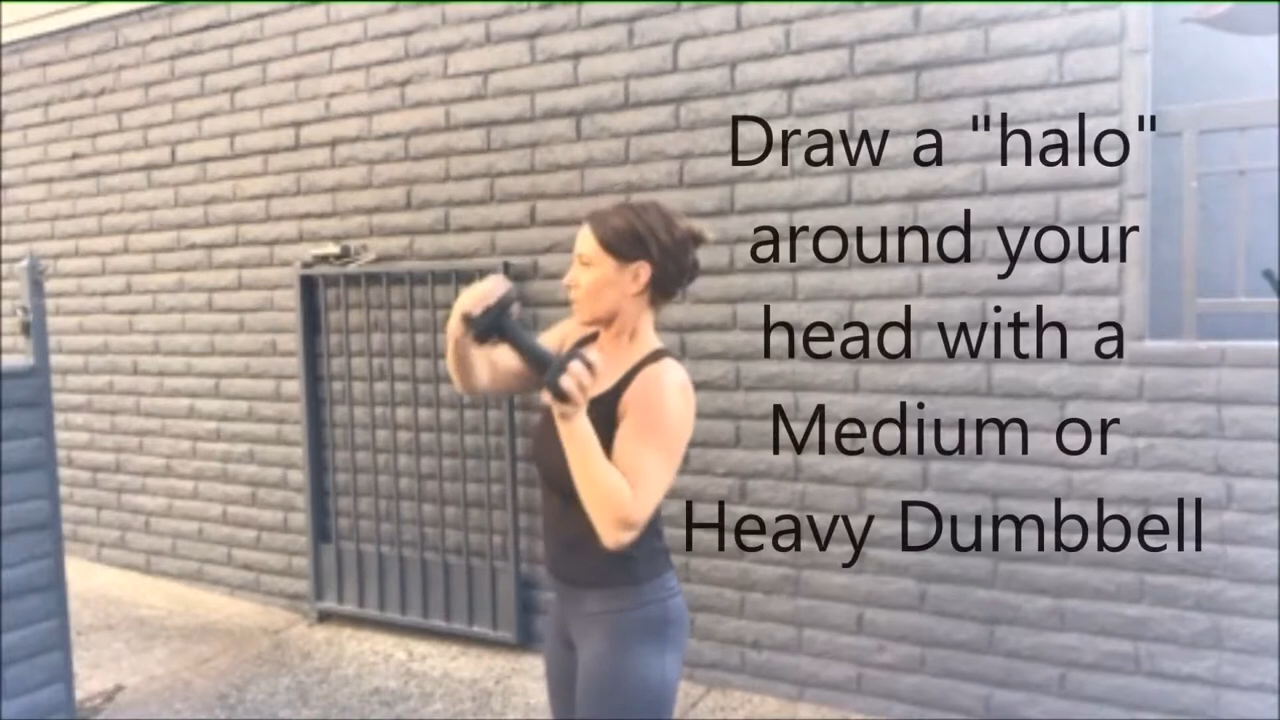 Draw a "halo"
around your
head with a
Medium or
Heavy Dumbbell